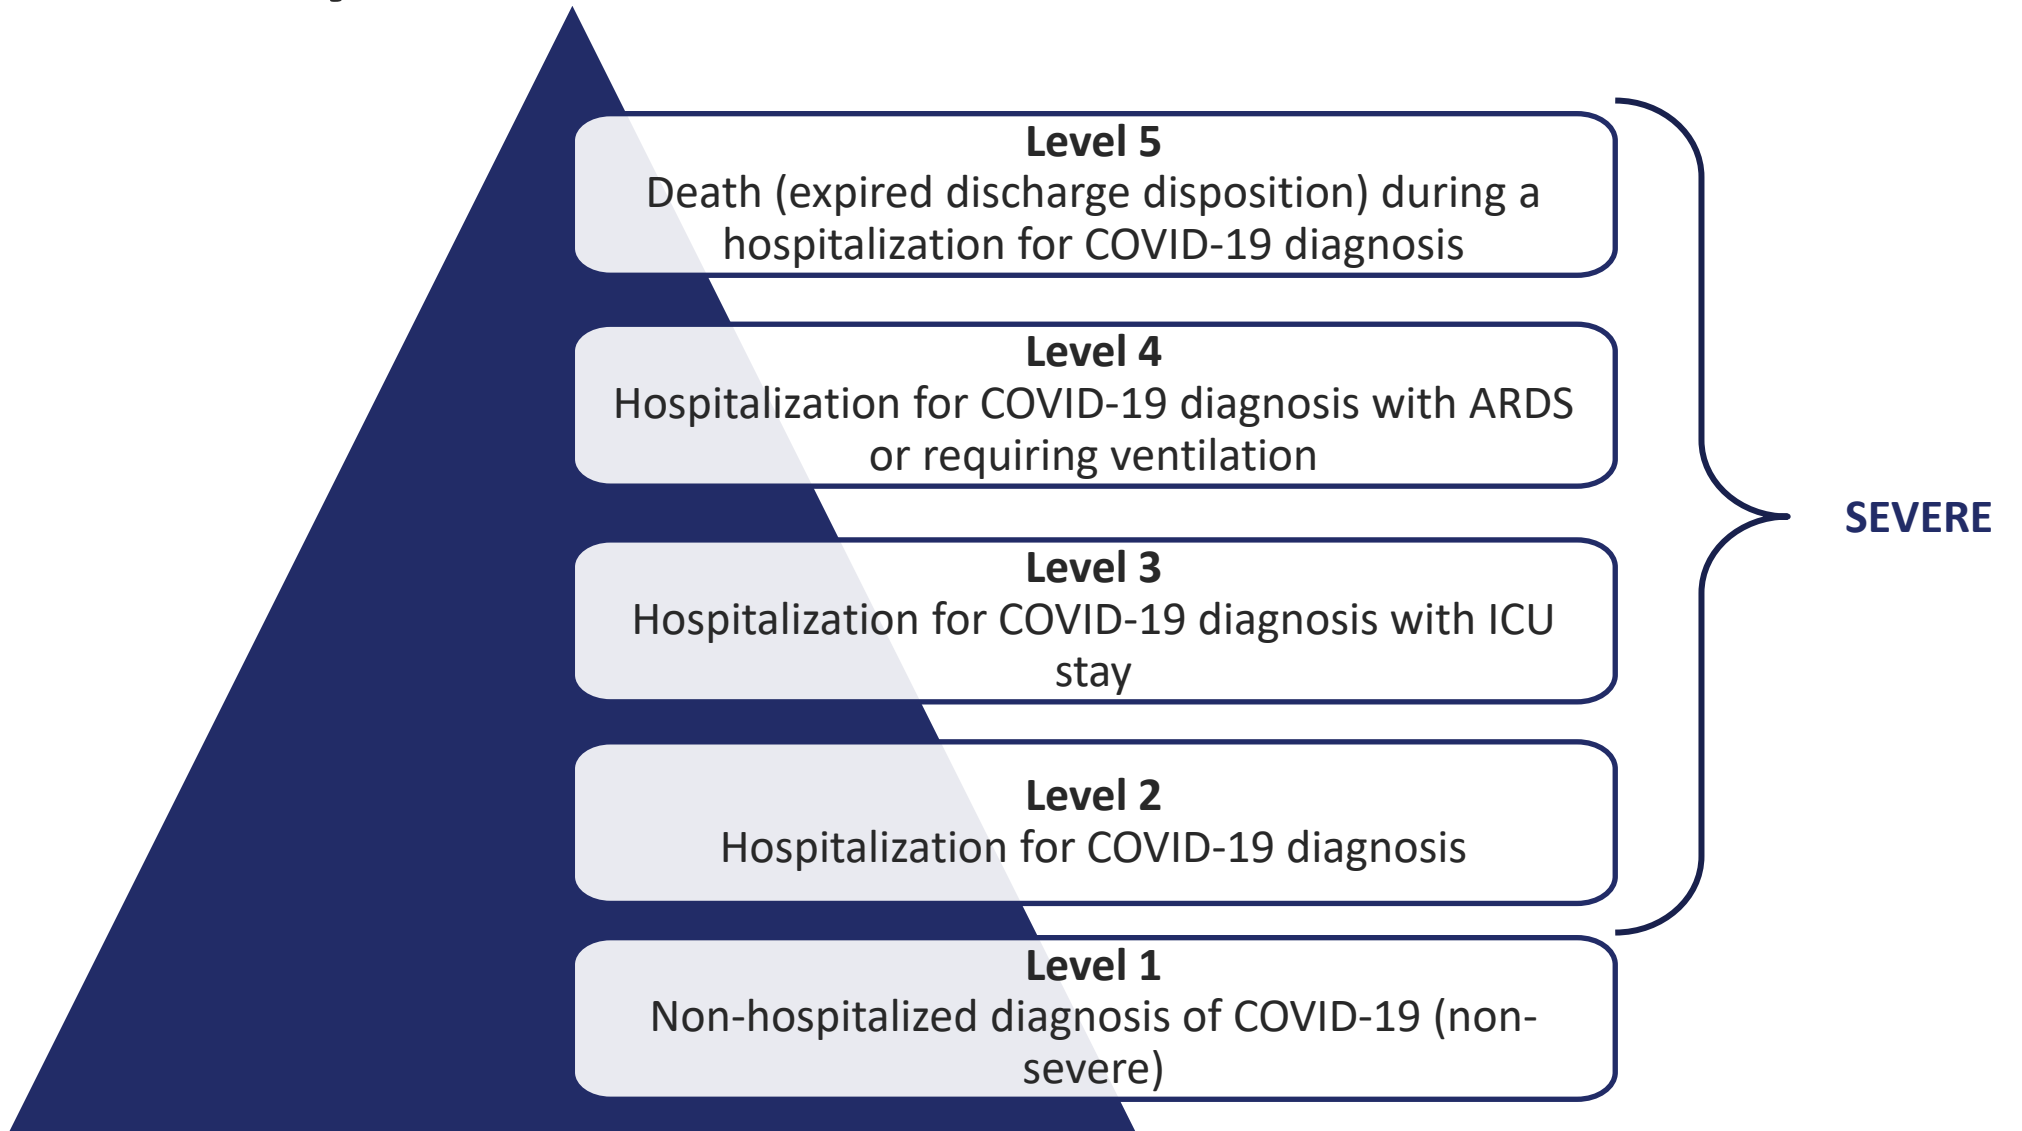 Level 5
Death (expired discharge disposition) during a
hospitalization for COVID-19 diagnosis
Level 4
Hospitalization for COVID-19 diagnosis with ARDS
or requiring ventilation
Level 3
Hospitalization for COVID-19 diagnosis with ICU
stay
Level 2
Hospitalization for COVID-19 diagnosis
Level 1
Non-hospitalized diagnosis of COVID-19 (non-
severe)
SEVERE